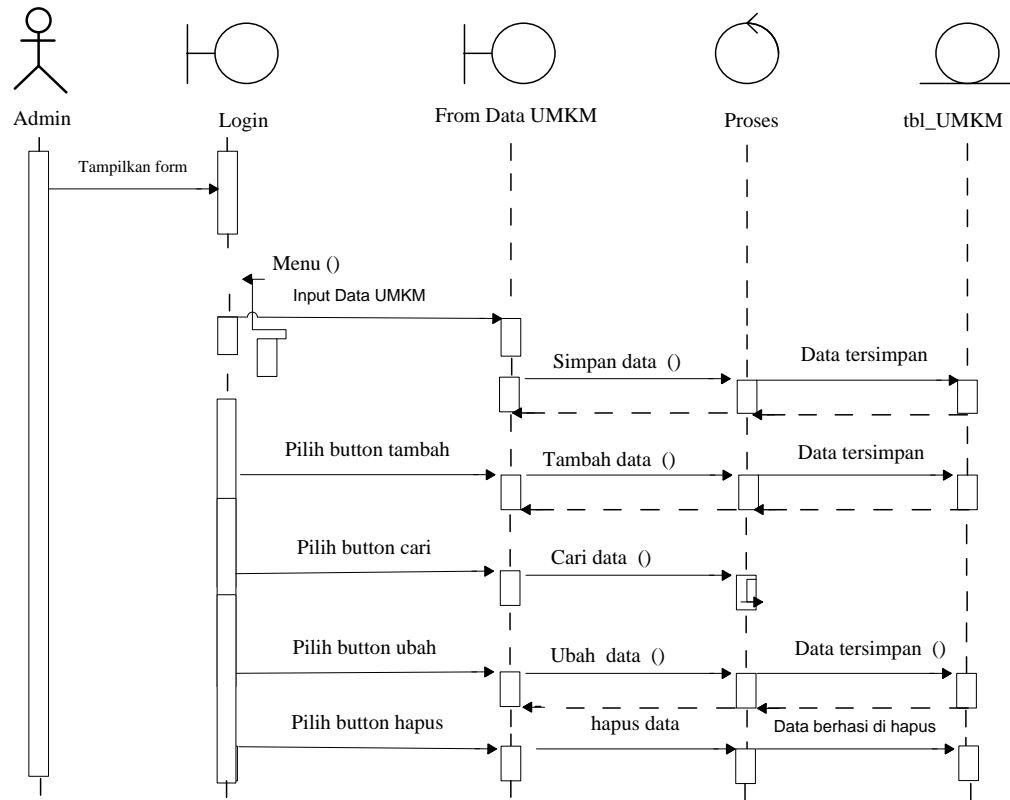 Admin
Login
From Data UMKM
Proses
tbl_UMKM
Tampilkan form
Menu ()
Input Data UMKM
Simpan data ()
Data tersimpan
Pilih button tambah
Tambah data ()
Data tersimpan
Pilih button cari
Cari data ()
Pilih button ubah
Ubah data ()
Data tersimpan ()
Pilih button hapus
hapus data
Data berhasi di hapus